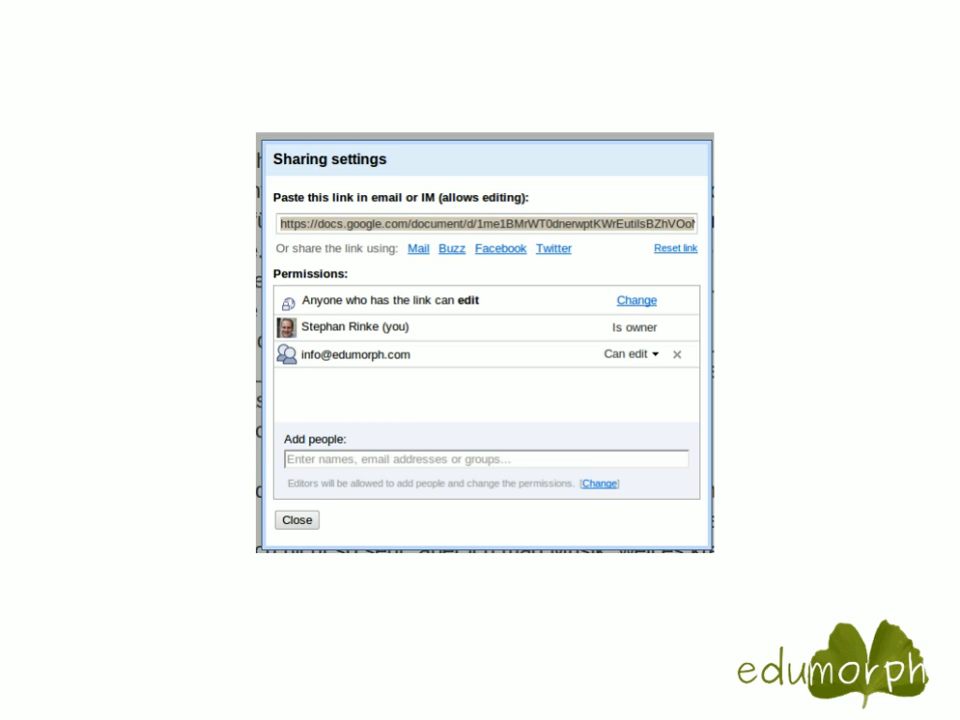 Sharing settings
Paste this link in email or IM (allows editing):
https://docs.google.com/document/d/1me1BMrWT0dnerwptKWrEutilsBZhVOoh
Or share the link using: Mail Buzz Facebook Twitter Reset link
Permissions:
Anyone who has the link can edit Change
Stephan Rinke (you) Is owner
info@edumorph.com Can edit
Add people:
Enter names, email addresses or groups...
Editors will be allowed to add people and change the permissions. [Change]
Close
edumorph